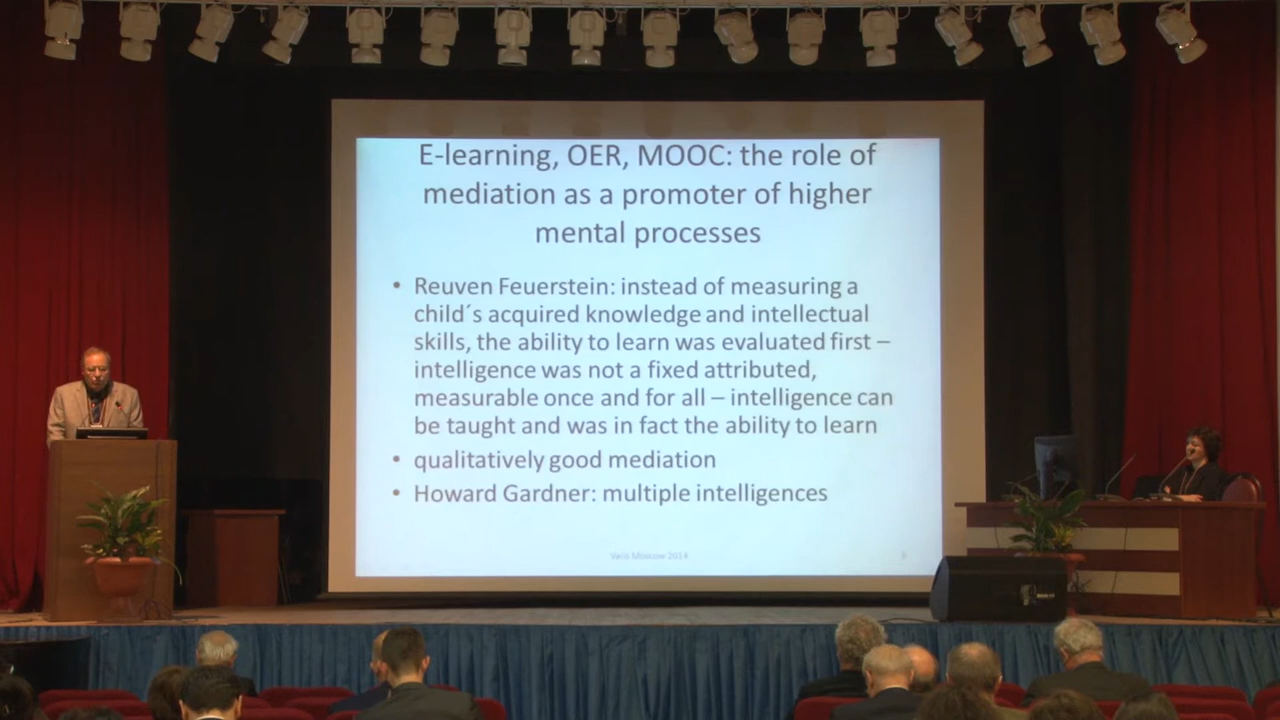 E-learning, OER, MOOC: the role of
mediation as a promoter of higher
mental processes
• Reuven Feuerstein: instead of measuring a
child´s acquired knowledge and intellectual
skills, the ability to learn was evaluated first –
intelligence was not a fixed attributed,
measurable once and for all – intelligence can
be taught and was in fact the ability to learn
• qualitatively good mediation
• Howard Gardner: multiple intelligences
Varis Moscow 2014